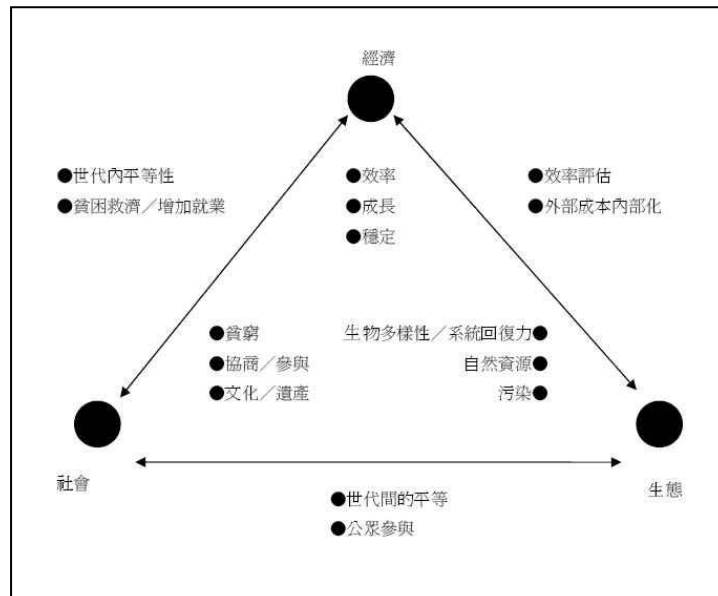 經濟
●世代內平等性
●貧困救濟／增加就業
●效率
●成長
●穩定
●效率評估
●外部成本內部化
●貧窮
●協商／參與
●文化／遺產
生物多樣性／系統回復力●
自然資源●
污染●
社會
生態
●世代間的平等
●公眾參與